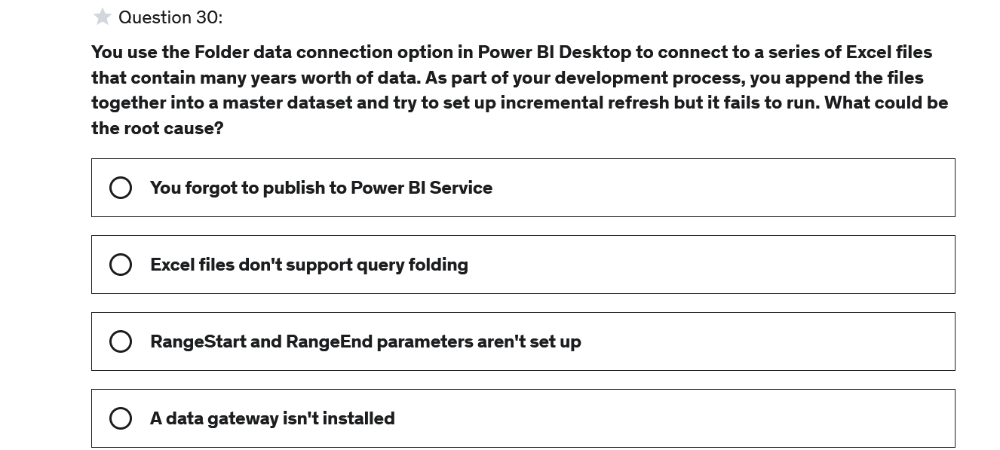 Question 30:
You use the Folder data connection option in Power BI Desktop to connect to a series of Excel files
that contain many years worth of data. As part of your development process, you append the files
together into a master dataset and try to set up incremental refresh but it fails to run. What could be
the root cause?
You forgot to publish to Power BI Service
Excel files don't support query folding
RangeStart and RangeEnd parameters aren't set up
A data gateway isn't installed